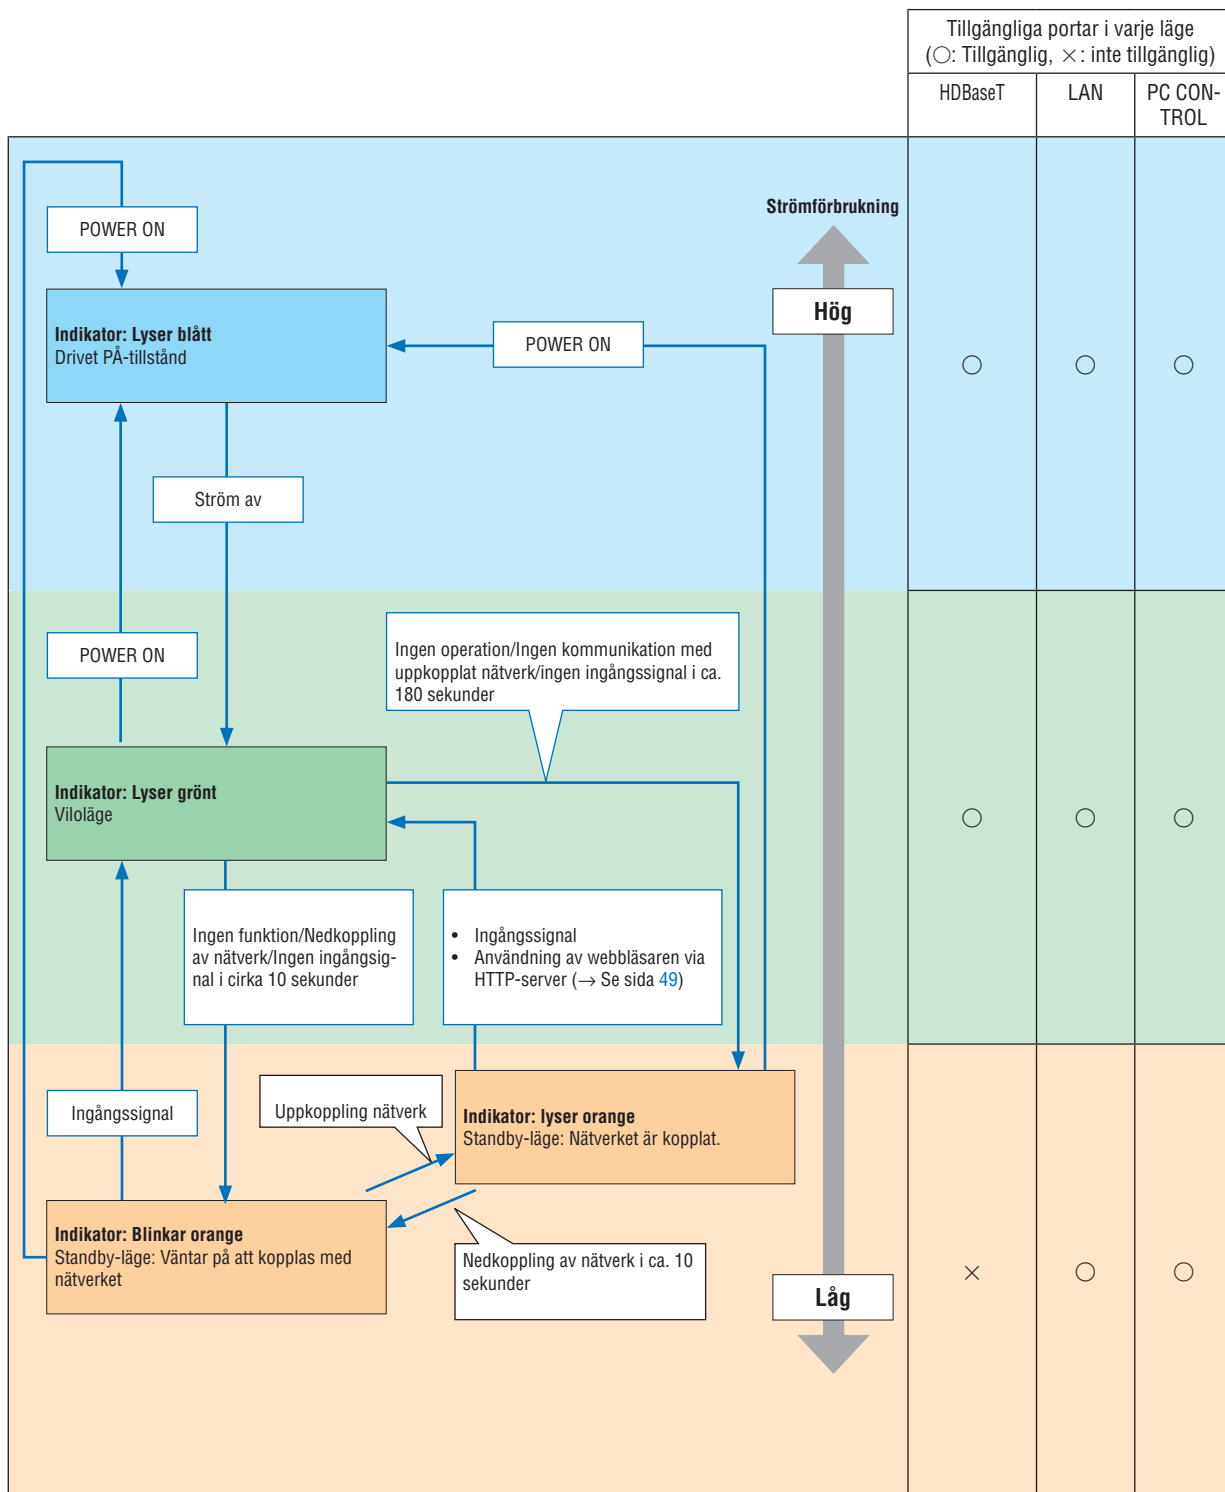 Tillgängliga portar i varje läge
(○: Tillgänglig, ×: inte tillgänglig)
HDBaseT
LAN
PC CON-
TROL
POWER ON
Strömförbrukning
Hög
Indikator: Lyser blått
Drivet PÅ-tillstånd
POWER ON
○ ○ ○
Ström av
POWER ON
Ingen operation/Ingen kommunikation med
uppkopplat nätverk/ingen ingångssignal i ca.
180 sekunder
Indikator: Lyser grönt
Viloläge
○ ○ ○
Ingen funktion/Nedkoppling
av nätverk/Ingen ingångsig-
nal i cirka 10 sekunder
• Ingångssignal
• Användning av webbläsaren via
HTTP-server (→ Se sida 49)
Ingångssignal
Uppkoppling nätverk
Indikator: lyser orange
Standby-läge: Nätverket är kopplat.
Indikator: Blinkar orange
Standby-läge: Väntar på att kopplas med
nätverket
Nedkoppling av nätverk i ca. 10
sekunder
Låg
× ○ ○